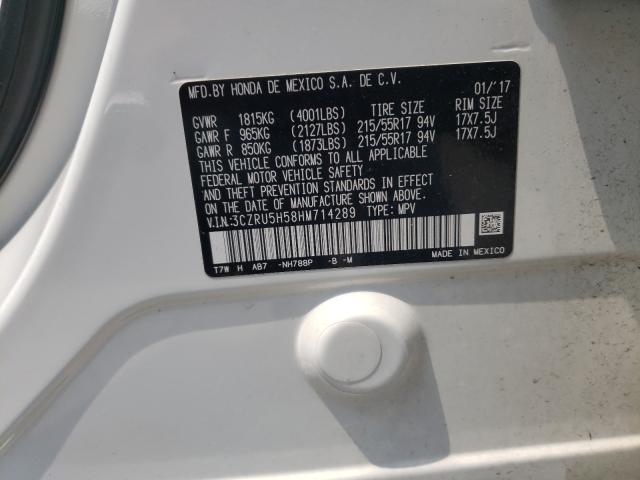 MFD.BY HONDA DE MEXICO S.A. DE C.V. 01/'17
GVWR 1815KG (4001LBS) TIRE SIZE RIM SIZE
GAWR F 965KG (2127LBS) 215/55R17 94V 17X7.5J
GAWR R 850KG (1873LBS) 215/55R17 94V 17X7.5J
THIS VEHICLE CONFORMS TO ALL APPLICABLE
FEDERAL MOTOR VEHICLE SAFETY
AND THEFT PREVENTION STANDARDS IN EFFECT
ON THE DATE OF MANUFACTURE SHOWN ABOVE.
V.I.N:3CZRU5H58HM714289 TYPE: MPV
T7W H AB7 -NH788P -B -M MADE IN MEXICO